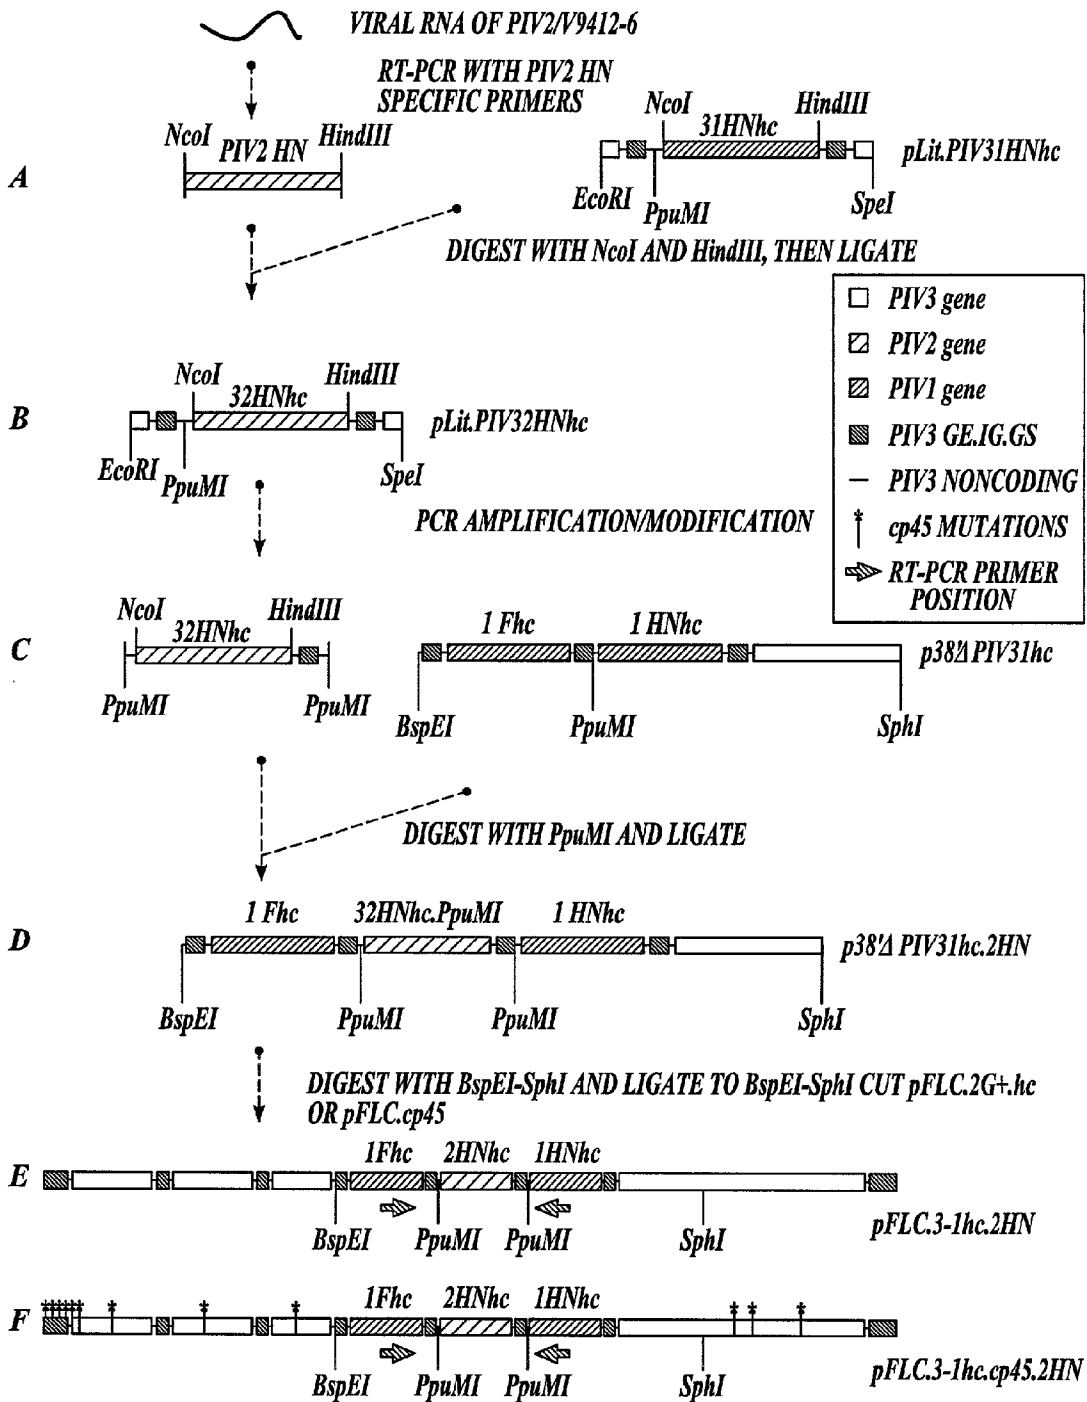 VIRAL RNA OF PIV2/V9412-6
RT-PCR WITH PIV2 HN
SPECIFIC PRIMERS
NcoI PIV2 HN HindIII
NcoI 31HNhc HindIII
pLit.PIV31HNhc
A
EcoRI PpuMI SpeI
DIGEST WITH NcoI AND HindIII, THEN LIGATE
PIV3 gene
PIV2 gene
PIV1 gene
PIV3 GE.IG.GS
PIV3 NONCODING
cp45 MUTATIONS
RT-PCR PRIMER
POSITION
NcoI 32HNhc HindIII
B
pLit.PIV32HNhc
EcoRI PpuMI SpeI
PCR AMPLIFICATION/MODIFICATION
NcoI 32HNhc HindIII
1 Fhc 1 HNhc
C
p38'Δ PIV31hc
PpuMI PpuMI
BspEI PpuMI SphI
DIGEST WITH PpuMI AND LIGATE
1 Fhc 32HNhc.PpuMI 1 HNhc
D
p38'Δ PIV31hc.2HN
BspEI PpuMI PpuMI SphI
DIGEST WITH BspEI-SphI AND LIGATE TO BspEI-SphI CUT pFLC.2G+.hc
OR pFLC.cp45
1Fhc 2HNhc 1HNhc
E
BspEI PpuMI PpuMI SphI
pFLC.3-1hc.2HN
1Fhc 2HNhc 1HNhc
F
BspEI PpuMI PpuMI SphI
pFLC.3-1hc.cp45.2HN